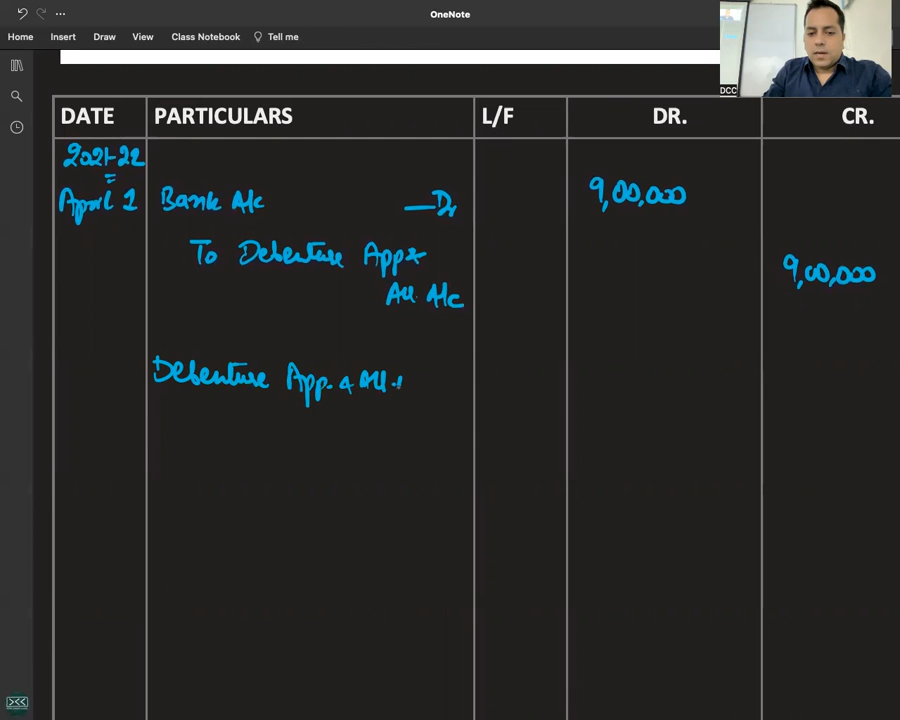 OneNote
Home Insert Draw View Class Notebook Tell me
DCC
DATE PARTICULARS L/F DR. CR.
2021-22
April 1 Bank A/c —Dr 9,00,000
To Debenture App &
All. A/c 9,00,000
Debenture App. & All.